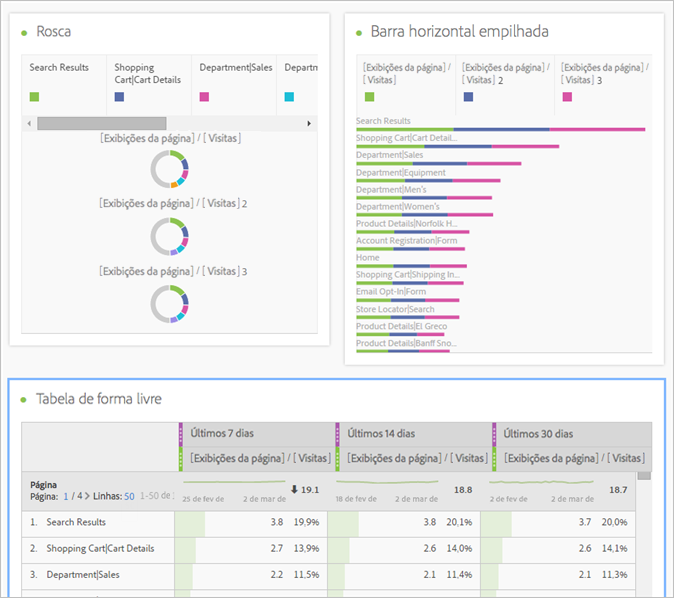 Rosca
Search Results
Shopping
Cart|Cart Details
Department|Sales
Departn
[Exibições da página] / [ Visitas ]
[Exibições da página] / [ Visitas ] 2
[Exibições da página] / [ Visitas ] 3
Barra horizontal empilhada
[Exibições da página] /
[ Visitas ]
[Exibições da página] /
[ Visitas ] 2
[Exibições da página] /
[ Visitas ] 3
Search Results
Shopping Cart|Cart Detail...
Department|Sales
Department|Equipment
Department|Men's
Department|Women's
Product Details|Norfolk H...
Account Registration|Form
Home
Shopping Cart|Shipping In...
Email Opt-In|Form
Store Locator|Search
Product Details|El Greco
Product Details|Banff Sno...
Tabela de forma livre
Últimos 7 dias Últimos 14 dias Últimos 30 dias
[Exibições da página] / [ Visitas ] [Exibições da página] / [ Visitas ] [Exibições da página] / [ Visitas ]
Página
Página: 1 / 4 > Linhas: 50 1-50 de
25 de fev de 2 de mar de 19.1
18 de fev de 2 de mar de 18.8
2 de fev de 2 de mar de 18.7
1. Search Results 3.8 19,9% 3.8 20,1% 3.7 20,0%
2. Shopping Cart|Cart Details 2.7 13,9% 2.6 14,0% 2.6 14,1%
3. Department|Sales 2.2 11,5% 2.1 11,4% 2.1 11,3%